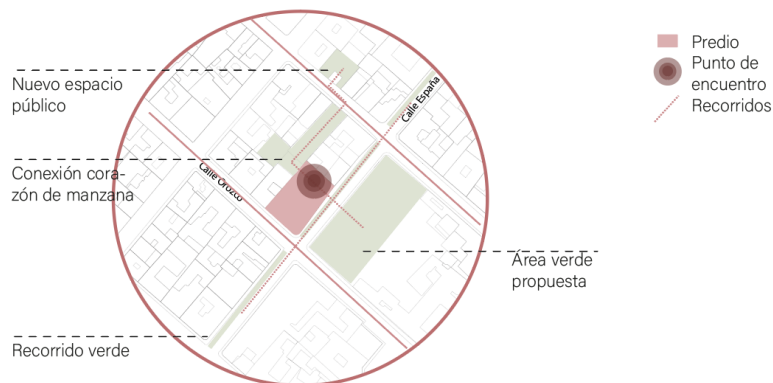 Predio
Punto de
encuentro
Recorridos
Nuevo espacio
público
Calle España
Conexión cora-
zón de manzana
Calle Orozco
Área verde
propuesta
Recorrido verde